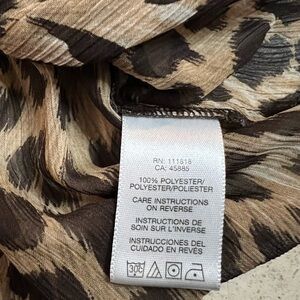 RN: 111818
CA: 45885
100% POLYESTER/
POLYESTER/POLIESTER
CARE INSTRUCTIONS
ON REVERSE
INSTRUCTIONS DE
SOIN SUR L'INVERSE
INSTRUCCIONES DEL
CUIDADO EN REVÉS
30C